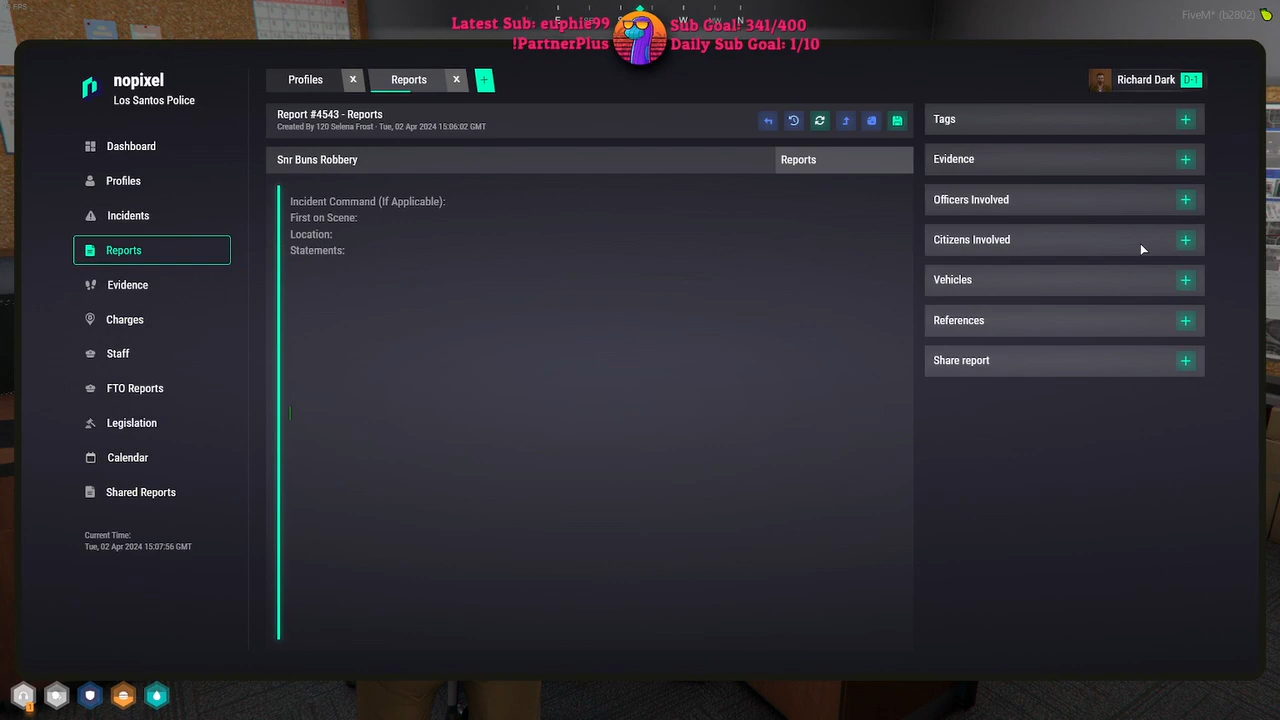 FPS
Latest Sub: euphie99
Sub Goal: 341/400
!PartnerPlus
Daily Sub Goal: 1/10
E
W
N
FiveM* (b2802)
nopixel
Los Santos Police
Profiles x
Reports x
+
Richard Dark D-1
Dashboard
Profiles
Incidents
Reports
Evidence
Charges
Staff
FTO Reports
Legislation
Calendar
Shared Reports
Current Time:
Tue, 02 Apr 2024 15:07:56 GMT
Report #4543 - Reports
Created By 120 Selena Frost · Tue, 02 Apr 2024 15:06:02 GMT
Snr Buns Robbery
Reports
Incident Command (If Applicable):
First on Scene:
Location:
Statements:
Tags +
Evidence +
Officers Involved +
Citizens Involved +
Vehicles +
References +
Share report +
1